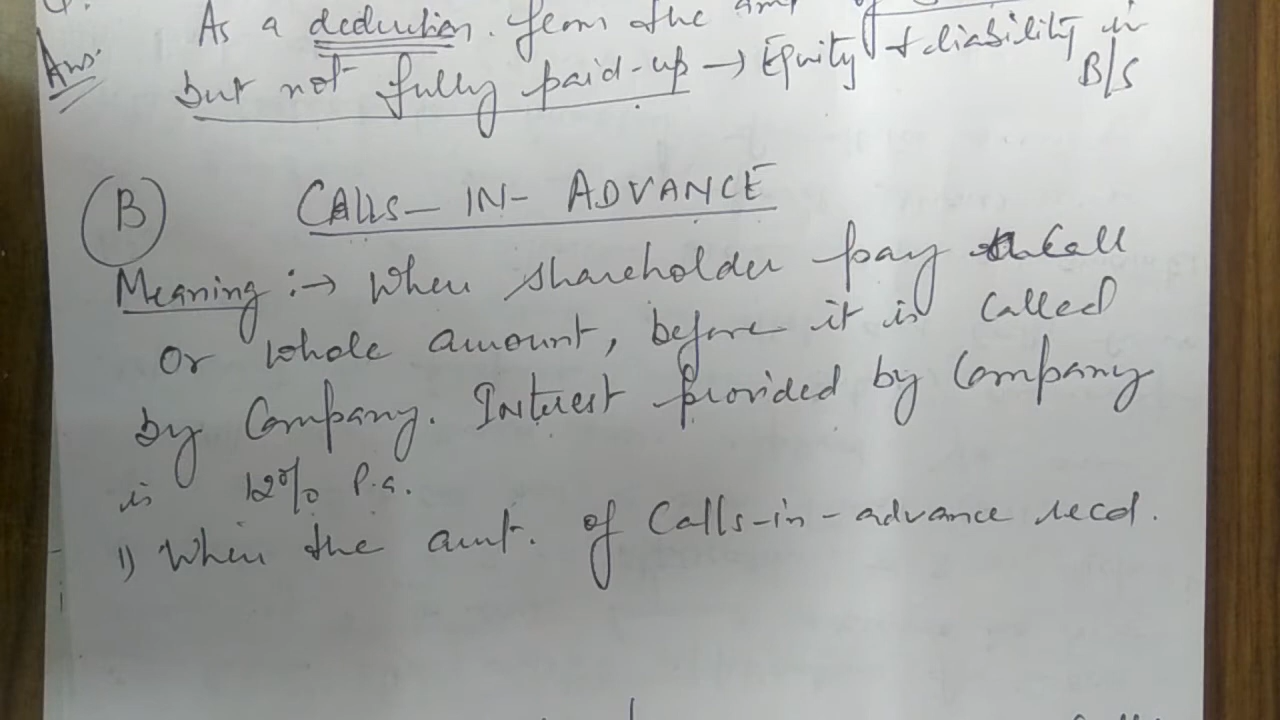 Ans:
As a deduction. from the amt of
but not fully paid-up → Equity & liability in
B/S
(B) CALLS-IN-ADVANCE
Meaning :→ When shareholder pay call
or whole amount, before it is called
by Company. Interest provided by Company
is 12% p.a.
1) When the amt. of Calls-in-advance recd.